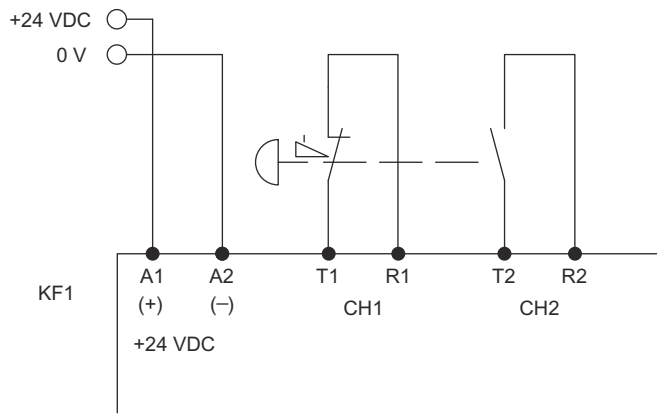 +24 VDC
0 V
A1 A2 T1 R1 T2 R2
KF1 (+) (−) CH1 CH2
+24 VDC